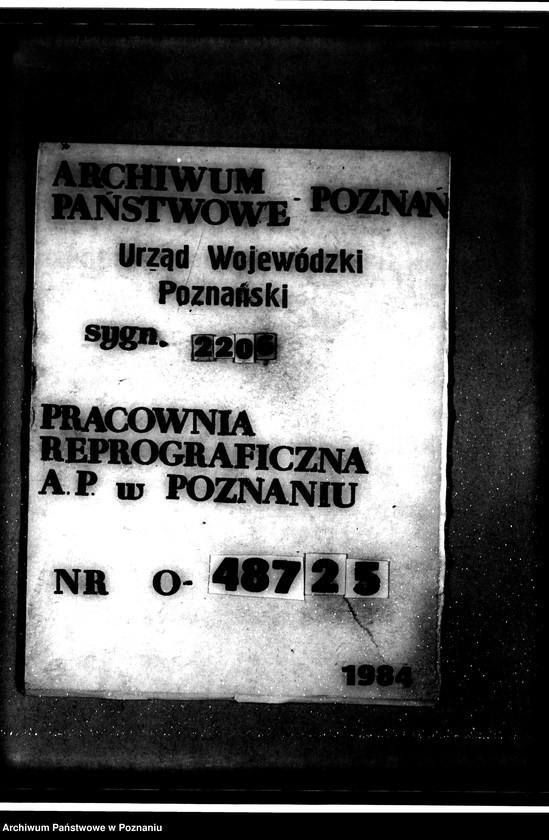 ARCHIWUM
PAŃSTWOWE - POZNAŃ
Urząd Wojewódzki
Poznański
sygn. 2206
PRACOWNIA
REPROGRAFICZNA
A.P. w POZNANIU
NR O- 48725
1984
Archiwum Państwowe w Poznaniu